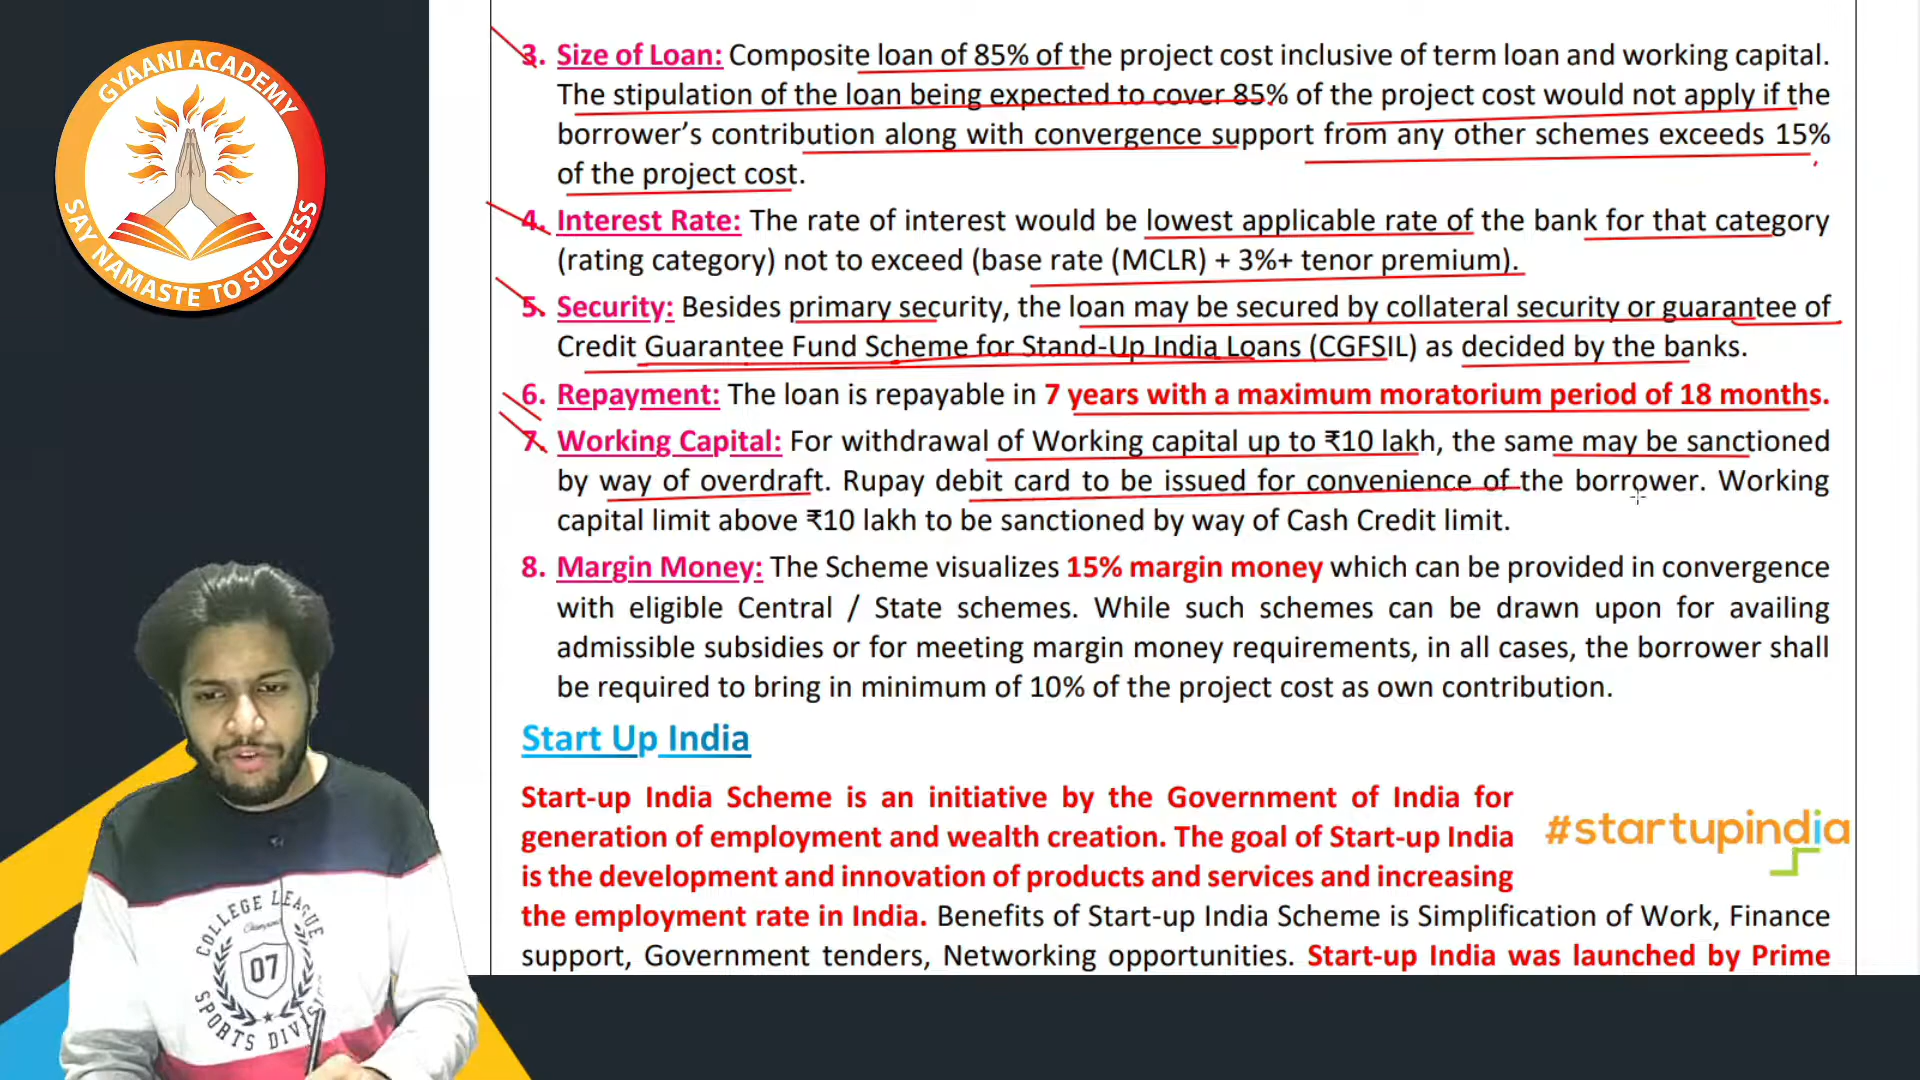 GYAANI ACADEMY
SAY NAMASTE TO SUCCESS
3. Size of Loan: Composite loan of 85% of the project cost inclusive of term loan and working capital.
The stipulation of the loan being expected to cover 85% of the project cost would not apply if the
borrower’s contribution along with convergence support from any other schemes exceeds 15%
of the project cost.
4. Interest Rate: The rate of interest would be lowest applicable rate of the bank for that category
(rating category) not to exceed (base rate (MCLR) + 3%+ tenor premium).
5. Security: Besides primary security, the loan may be secured by collateral security or guarantee of
Credit Guarantee Fund Scheme for Stand-Up India Loans (CGFSIL) as decided by the banks.
6. Repayment: The loan is repayable in 7 years with a maximum moratorium period of 18 months.
7. Working Capital: For withdrawal of Working capital up to ₹10 lakh, the same may be sanctioned
by way of overdraft. Rupay debit card to be issued for convenience of the borrower. Working
capital limit above ₹10 lakh to be sanctioned by way of Cash Credit limit.
8. Margin Money: The Scheme visualizes 15% margin money which can be provided in convergence
with eligible Central / State schemes. While such schemes can be drawn upon for availing
admissible subsidies or for meeting margin money requirements, in all cases, the borrower shall
be required to bring in minimum of 10% of the project cost as own contribution.
Start Up India
Start-up India Scheme is an initiative by the Government of India for
generation of employment and wealth creation. The goal of Start-up India
is the development and innovation of products and services and increasing
the employment rate in India. Benefits of Start-up India Scheme is Simplification of Work, Finance
support, Government tenders, Networking opportunities. Start-up India was launched by Prime
#startupindia
COLLEGE LEAGUE
07
SPORTS DIVIS